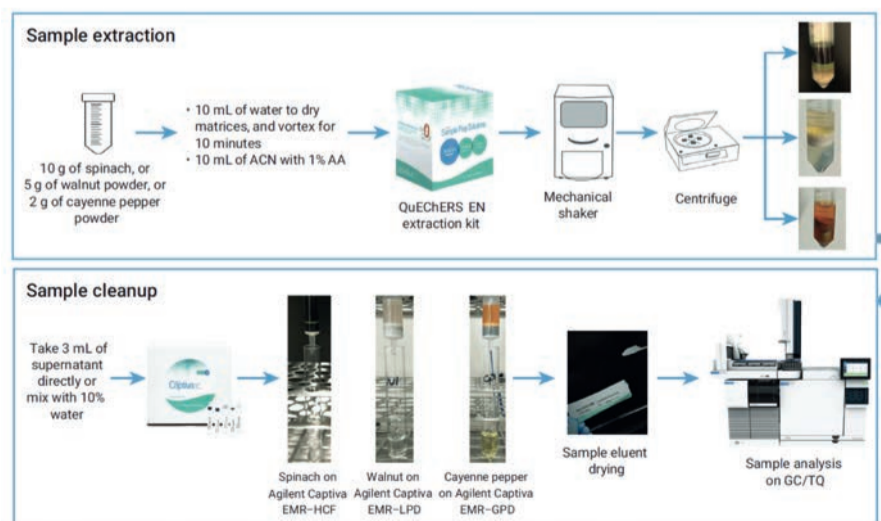 Sample extraction
10 g of spinach, or
5 g of walnut powder, or
2 g of cayenne pepper
powder
• 10 mL of water to dry
matrices, and vortex for
10 minutes
• 10 mL of ACN with 1% AA
QuEChERS EN
extraction kit
Mechanical
shaker
Centrifuge
Sample cleanup
Take 3 mL of
supernatant
directly or
mix with 10%
water
Captiva
Spinach on
Agilent Captiva
EMR–HCF
Walnut on
Agilent Captiva
EMR–LPD
Cayenne pepper
on Agilent Captiva
EMR–GPD
Sample eluent
drying
Sample analysis
on GC/TQ